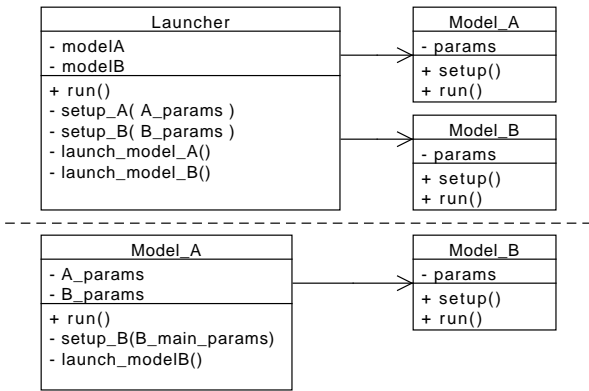 Launcher
- modelA
- modelB
+ run()
- setup_A( A_params )
- setup_B( B_params )
- launch_model_A()
- launch_model_B()
Model_A
- params
+ setup()
+ run()
Model_B
- params
+ setup()
+ run()
Model_A
- A_params
- B_params
+ run()
- setup_B(B_main_params)
- launch_modelB()
Model_B
- params
+ setup()
+ run()